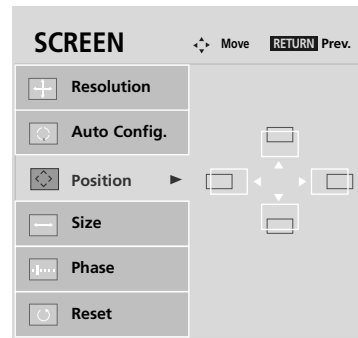 SCREEN Move RETURN Prev.
Resolution
Auto Config.
Position
Size
Phase
Reset